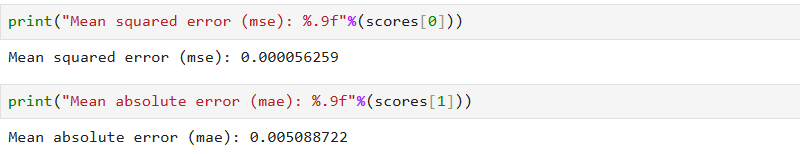 print("Mean squared error (mse): %.9f"%(scores[0]))
Mean squared error (mse): 0.000056259
print("Mean absolute error (mae): %.9f"%(scores[1]))
Mean absolute error (mae): 0.005088722